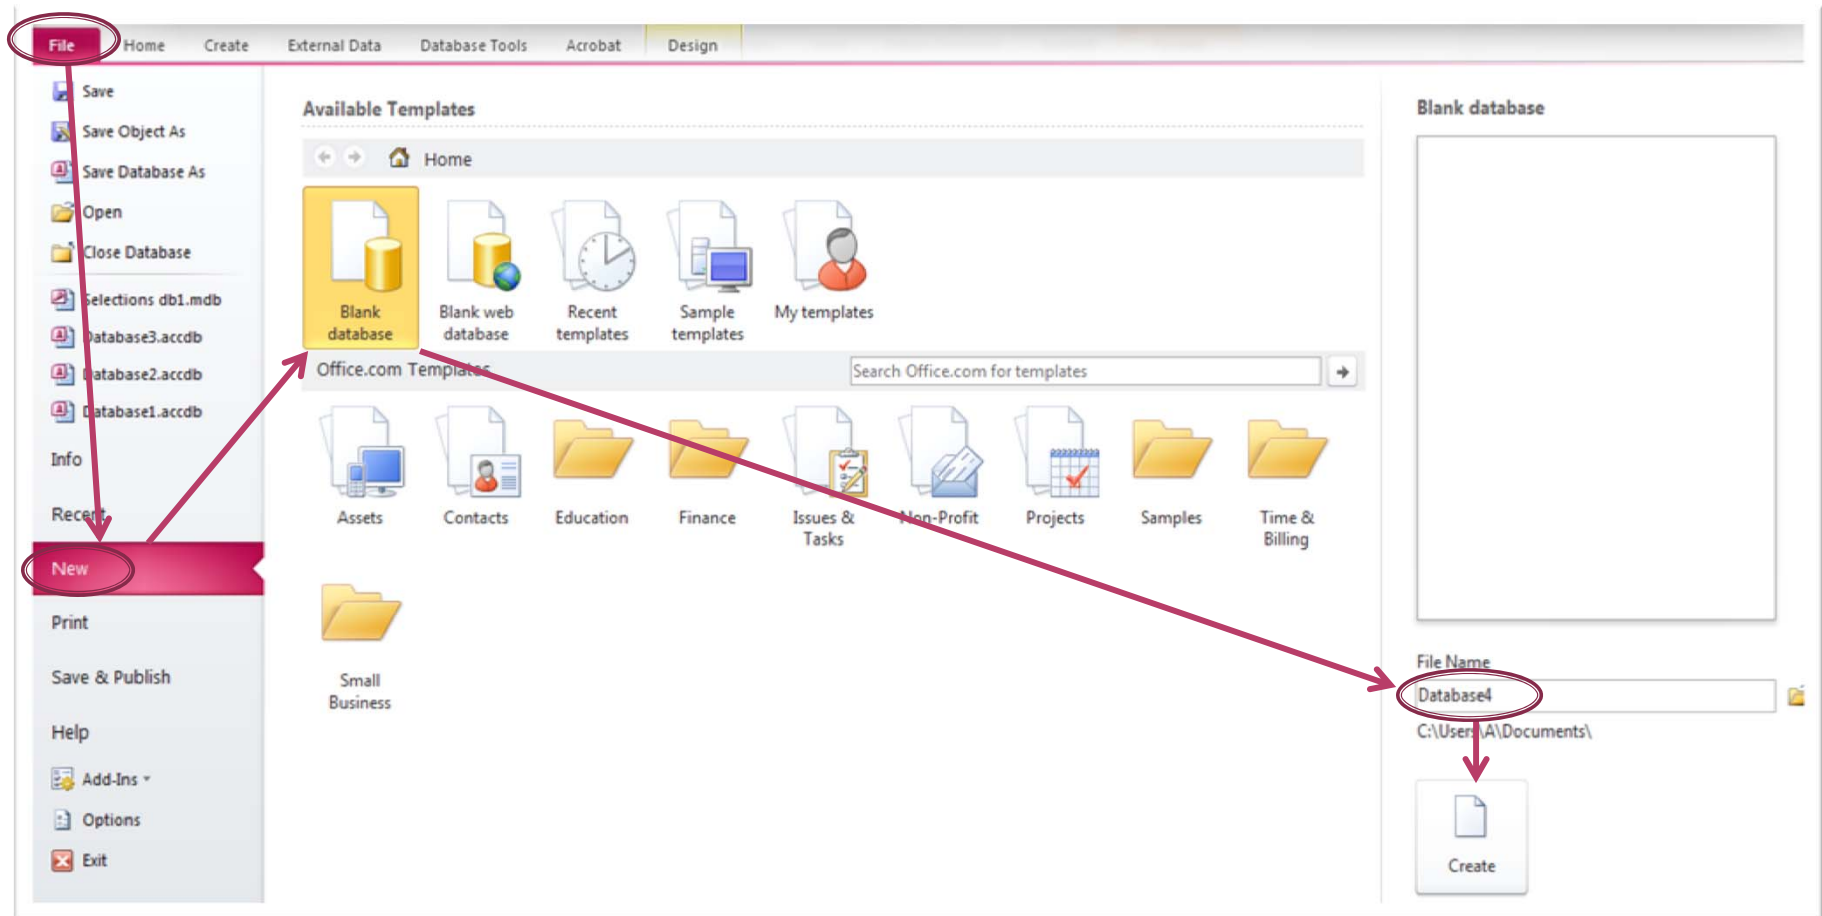 File Home Create External Data Database Tools Acrobat Design
Save
Save Object As
Save Database As
Open
Close Database
Selections db1.mdb
Database3.accdb
Database2.accdb
Database1.accdb
Info
Recent
New
Print
Save & Publish
Help
Add-Ins
Options
Exit
Available Templates
Home
Blank
database
Blank web
database
Recent
templates
Sample
templates
My templates
Office.com Templates
Search Office.com for templates
Assets
Contacts
Education
Finance
Issues &
Tasks
Non-Profit
Projects
Samples
Time &
Billing
Small
Business
Blank database
File Name
Database4
C:\Users\A\Documents\
Create